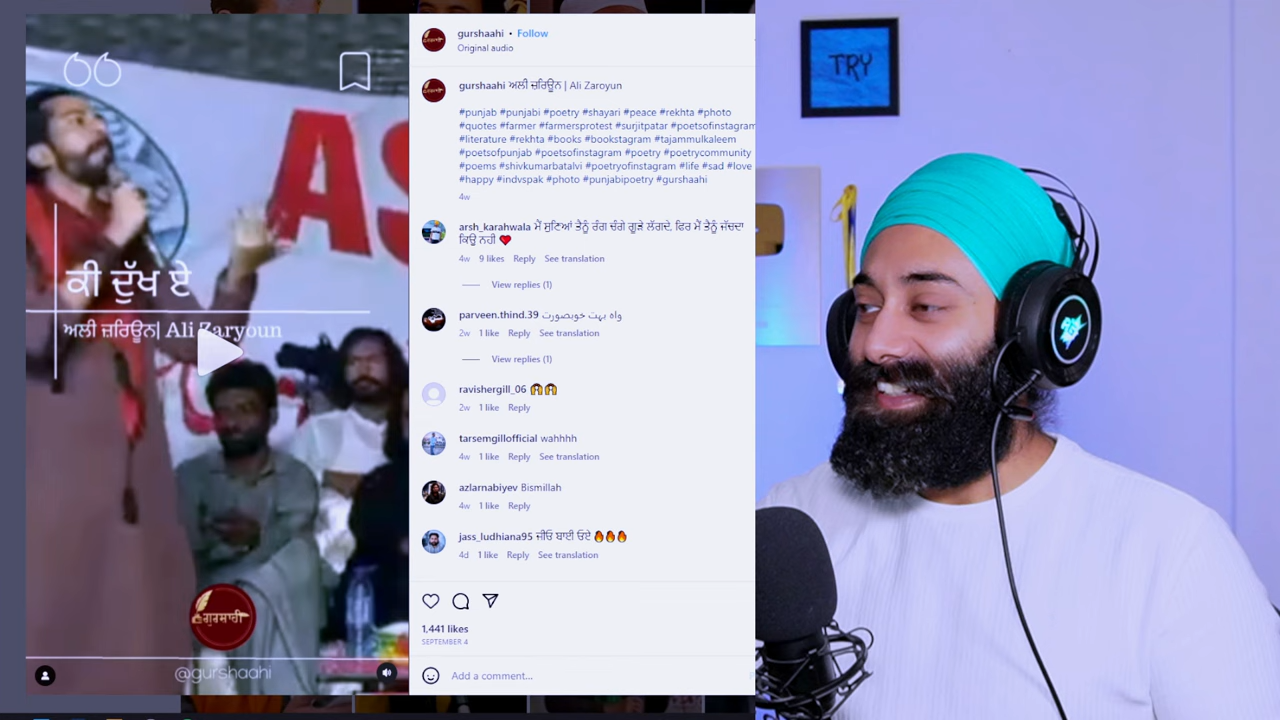 AS
ਕੀ ਦੁੱਖ ਏ
ਅਲੀ ਜ਼ਰਿਊਨ| Ali Zaryoun
ਗੁਰਸ਼ਾਹੀ
@gurshaahi
gurshaahi • Follow
Original audio
gurshaahi ਅਲੀ ਜ਼ਰਿਊਨ | Ali Zaroyun
#punjab #punjabi #poetry #shayari #peace #rekhta #photo
#quotes #farmer #farmersprotest #surjitpatar #poetsofinstagram
#literature #rekhta #books #bookstagram #tajammulkaleem
#poetsofpunjab #poetsofinstagram #poetry #poetrycommunity
#poems #shivkumarbatalvi #poetryofinstagram #life #sad #love
#happy #indvspak #photo #punjabipoetry #gurshaahi
4w
arsh_karahwala ਮੈਂ ਸੁਣਿਆਂ ਤੈਨੂੰ ਰੰਗ ਚੰਗੇ ਗੂੜੇ ਲੱਗਦੇ, ਫਿਰ ਮੈਂ ਤੈਨੂੰ ਜੱਚਦਾ
ਕਿਉਂ ਨਹੀ ❤️
4w 9 likes Reply See translation
View replies (1)
parveen.thind.39 واہ بہت خوبصورت
2w 1 like Reply See translation
View replies (1)
ravishergill_06
2w 1 like Reply
tarsemgillofficial wahhhh
4w 1 like Reply See translation
azlarnabiyev Bismillah
4w 1 like Reply
jass_ludhiana95 ਜੀਓ ਬਾਈ ਓਏ 🔥🔥🔥
4d 1 like Reply See translation
1,441 likes
SEPTEMBER 4
Add a comment...
TRY